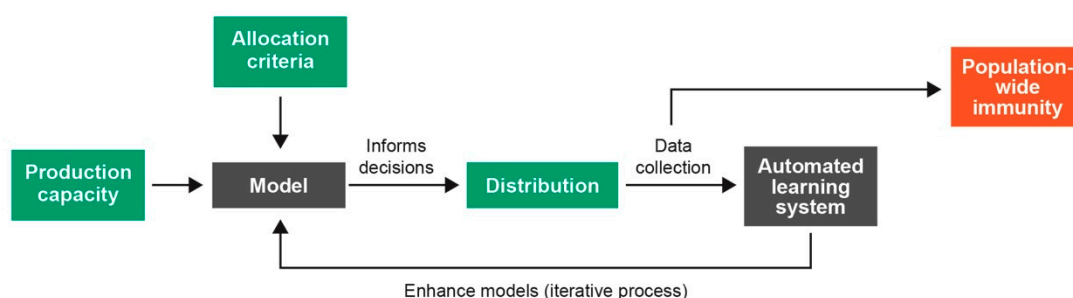 Allocation
criteria
Population-
wide
immunity
Production
capacity
Model
Informs
decisions
Distribution
Data
collection
Automated
learning
system
Enhance models (iterative process)